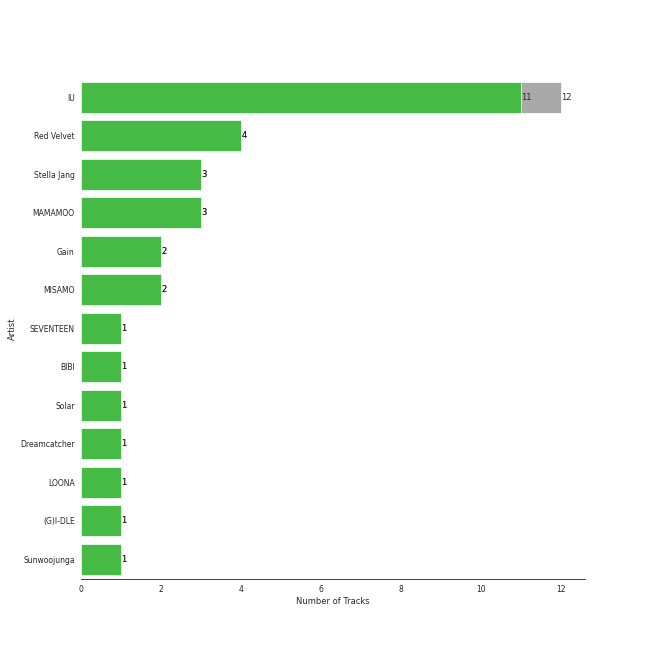 IU 11 12
Red Velvet 4
Stella Jang 3
MAMAMOO 3
Gain 2
MISAMO 2
SEVENTEEN 1
BIBI 1
Solar 1
Dreamcatcher 1
LOONA 1
(G)I-DLE 1
Sunwoojunga 1
Artist
0 2 4 6 8 10 12
Number of Tracks